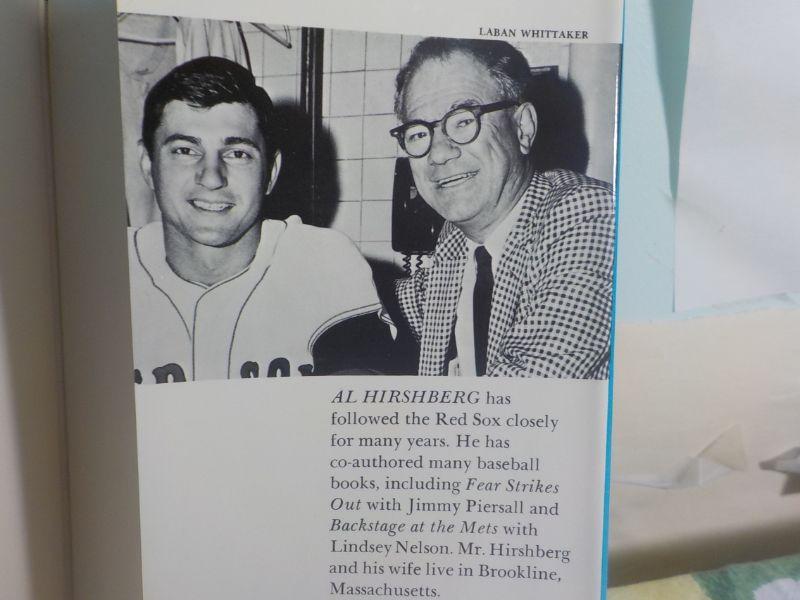 LABAN WHITTAKER
AL HIRSHBERG has
followed the Red Sox closely
for many years. He has
co-authored many baseball
books, including Fear Strikes
Out with Jimmy Piersall and
Backstage at the Mets with
Lindsey Nelson. Mr. Hirshberg
and his wife live in Brookline,
Massachusetts.